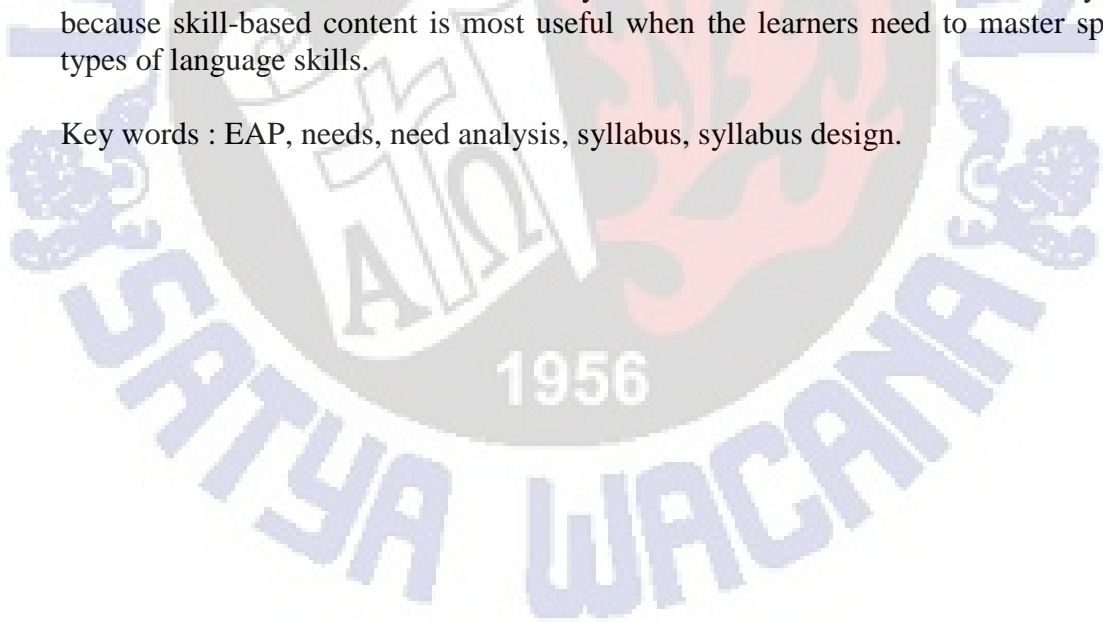 because skill-based content is most useful when the learners need to master sp
types of language skills.
Key words : EAP, needs, need analysis, syllabus, syllabus design.
ΑΩ
1956
SATYA WACANA